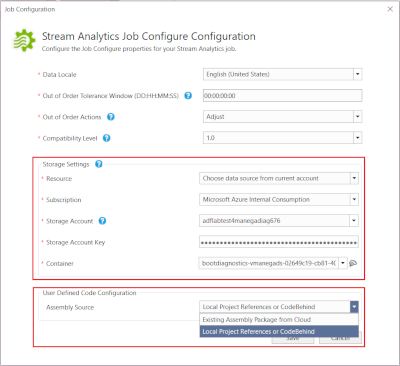 Job Configuration
Stream Analytics Job Configure Configuration
Configure the Job Configure properties for your Stream Analytics job.
* Data Locale
English (United States)
* Out of Order Tolerance Window (DD:HH:MM:SS)
00:00:00:00
* Out of Order Actions
Adjust
* Compatibility Level
1.0
Storage Settings
* Resource
Choose data source from current account
* Subscription
Microsoft Azure Internal Consumption
* Storage Account
adflabtest4manegadiag676
* Storage Account Key
* Container
bootdiagnostics-vmanegads-02649c19-cb81-4(
User Defined Code Configuration
Assembly Source
Local Project References or CodeBehind
Existing Assembly Package from Cloud
Local Project References or CodeBehind
Save
Cancel